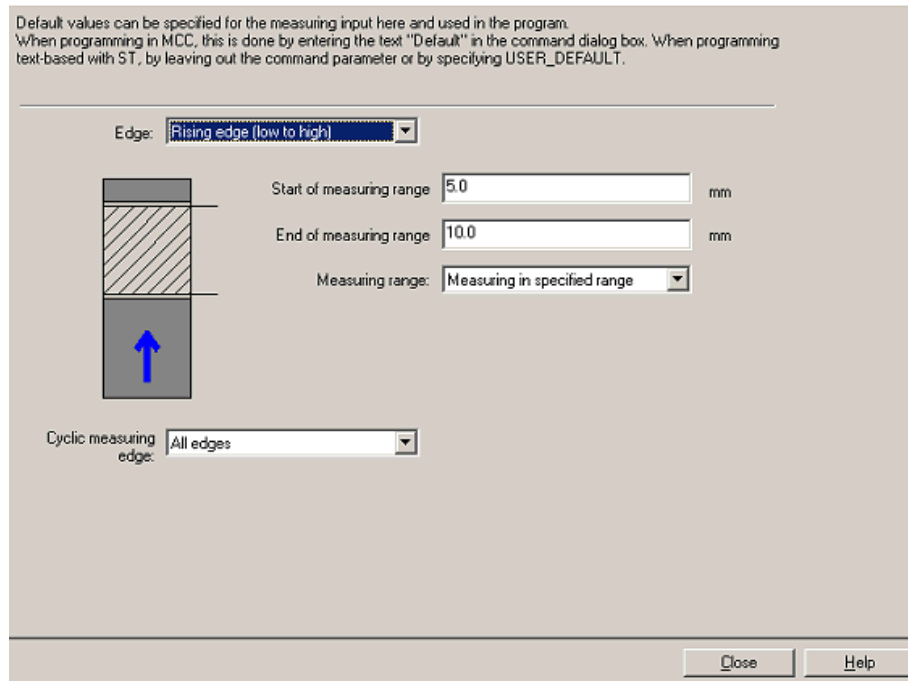 Default values can be specified for the measuring input here and used in the program.
When programming in MCC, this is done by entering the text "Default" in the command dialog box. When programming
text-based with ST, by leaving out the command parameter or by specifying USER_DEFAULT.
Edge: Rising edge (low to high)
Start of measuring range 5.0 mm
End of measuring range 10.0 mm
Measuring range: Measuring in specified range
Cyclic measuring
edge: All edges
Close Help